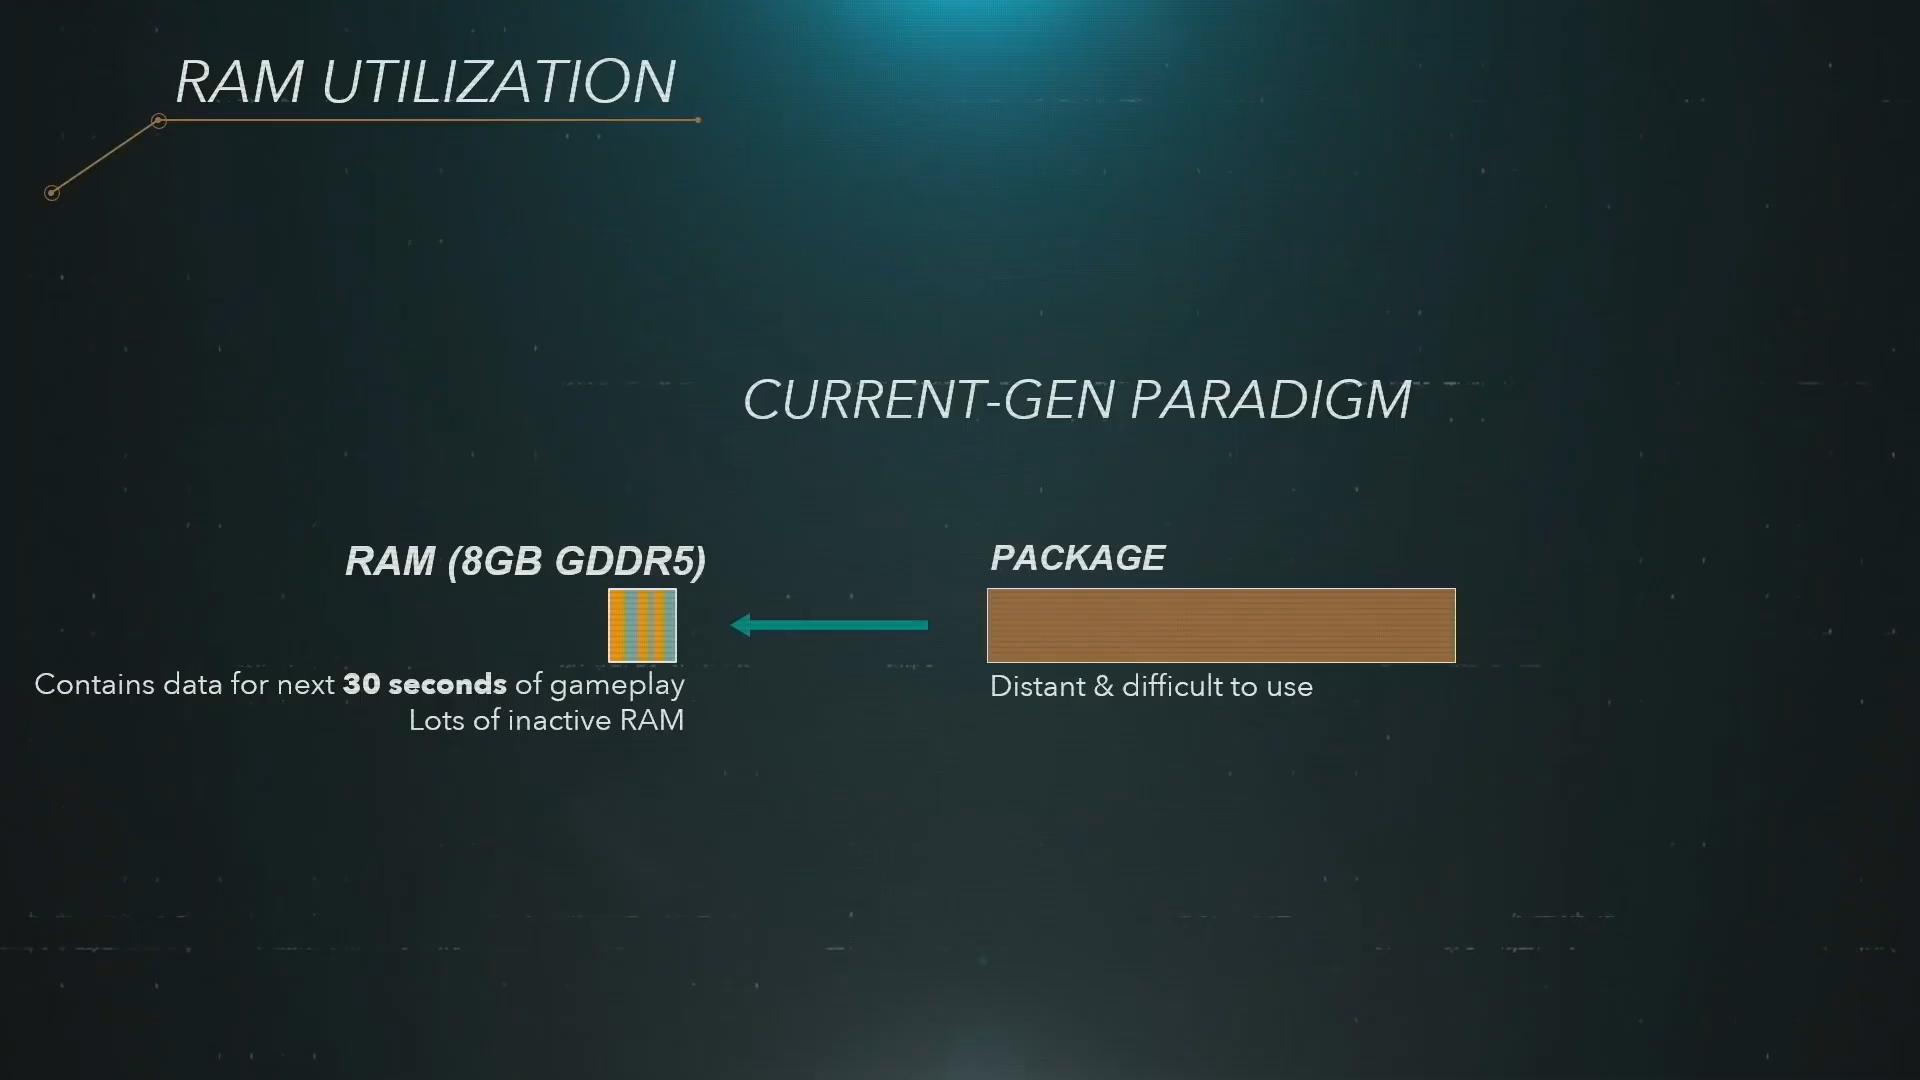 RAM UTILIZATION
CURRENT-GEN PARADIGM
RAM (8GB GDDR5)
Contains data for next 30 seconds of gameplay
Lots of inactive RAM
PACKAGE
Distant & difficult to use